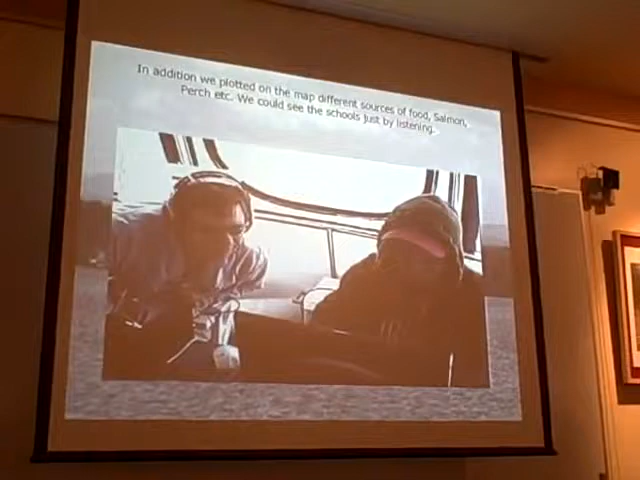 In addition we plotted on the map different sources of food, Salmon,
Perch etc. We could see the schools just by listening.